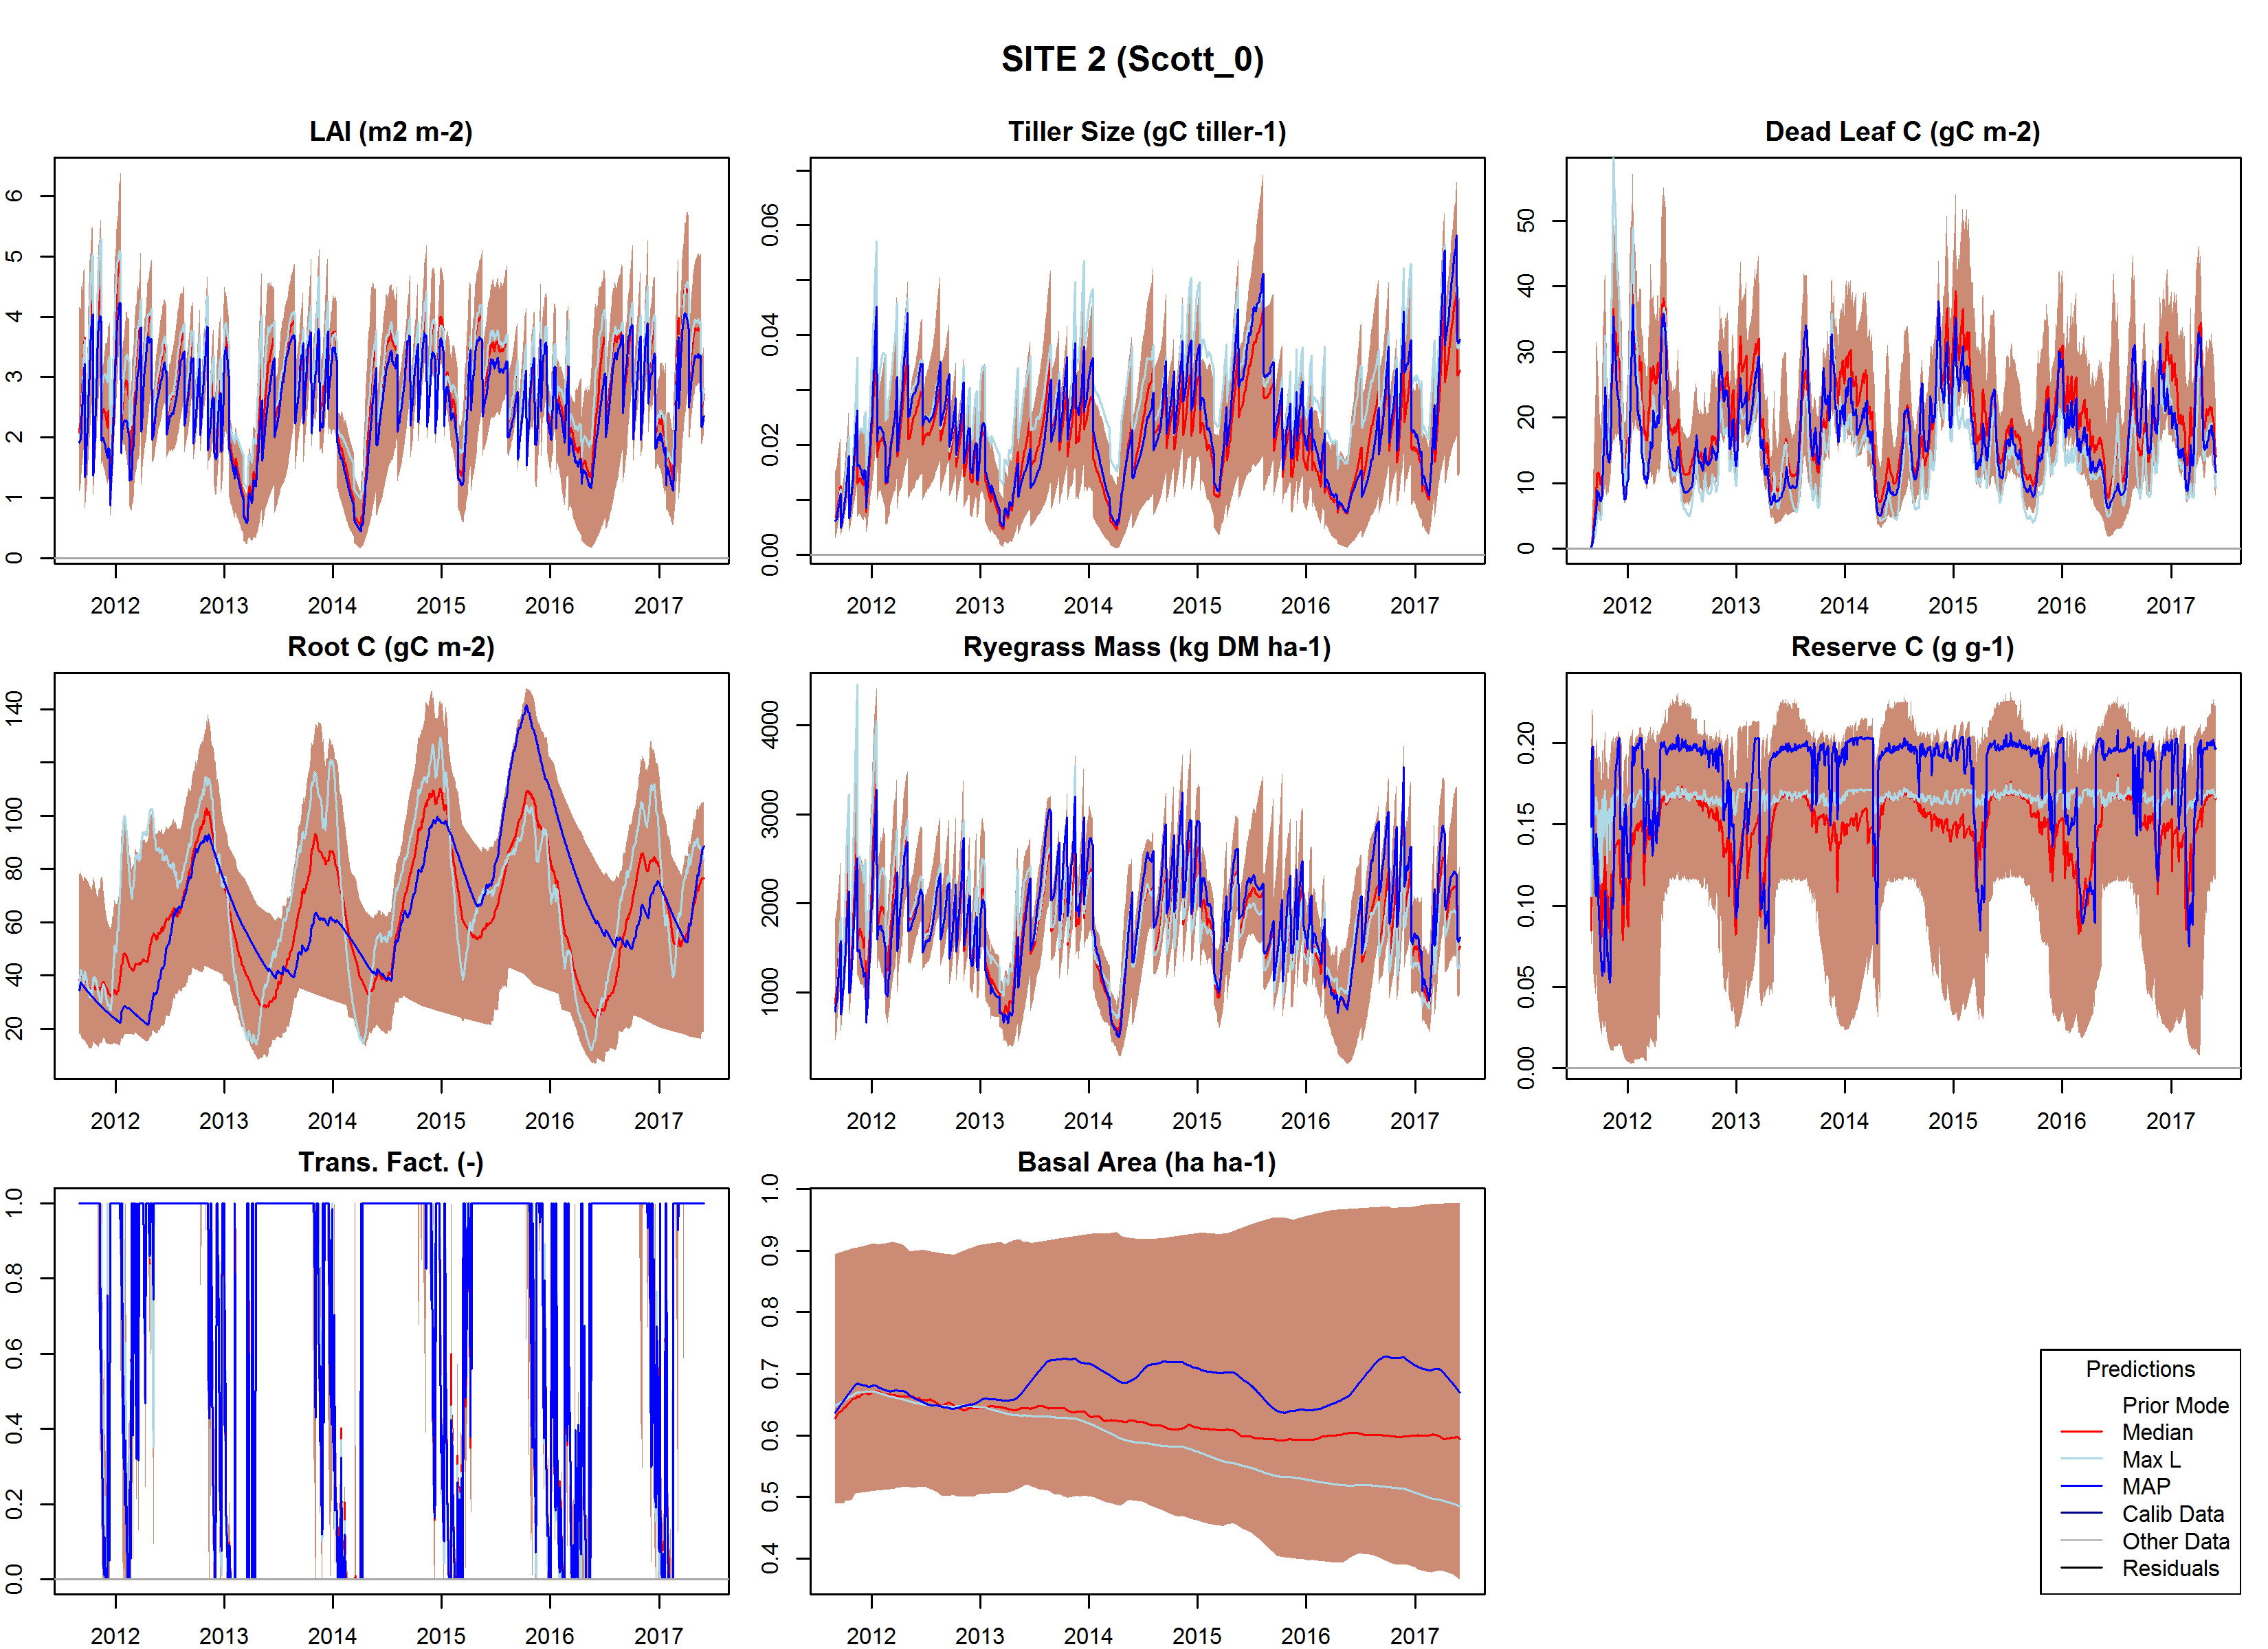 SITE 2 (Scott_0)
LAI (m2 m-2)
0 1 2 3 4 5 6
2012 2013 2014 2015 2016 2017
Tiller Size (gC tiller-1)
0.00 0.02 0.04 0.06
2012 2013 2014 2015 2016 2017
Dead Leaf C (gC m-2)
0 10 20 30 40 50
2012 2013 2014 2015 2016 2017
Root C (gC m-2)
20 40 60 80 100 140
2012 2013 2014 2015 2016 2017
Ryegrass Mass (kg DM ha-1)
1000 2000 3000 4000
2012 2013 2014 2015 2016 2017
Reserve C (g g-1)
0.00 0.05 0.10 0.15 0.20
2012 2013 2014 2015 2016 2017
Trans. Fact. (-)
0.0 0.2 0.4 0.6 0.8 1.0
2012 2013 2014 2015 2016 2017
Basal Area (ha ha-1)
0.4 0.5 0.6 0.7 0.8 0.9 1.0
2012 2013 2014 2015 2016 2017
Predictions
Prior Mode
Median
Max L
MAP
Calib Data
Other Data
Residuals